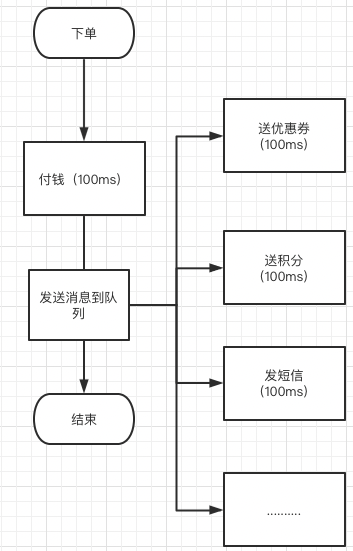 下单
付钱（100ms）
发送消息到队
列
结束
送优惠券
（100ms）
送积分
（100ms）
发短信
（100ms）
..........